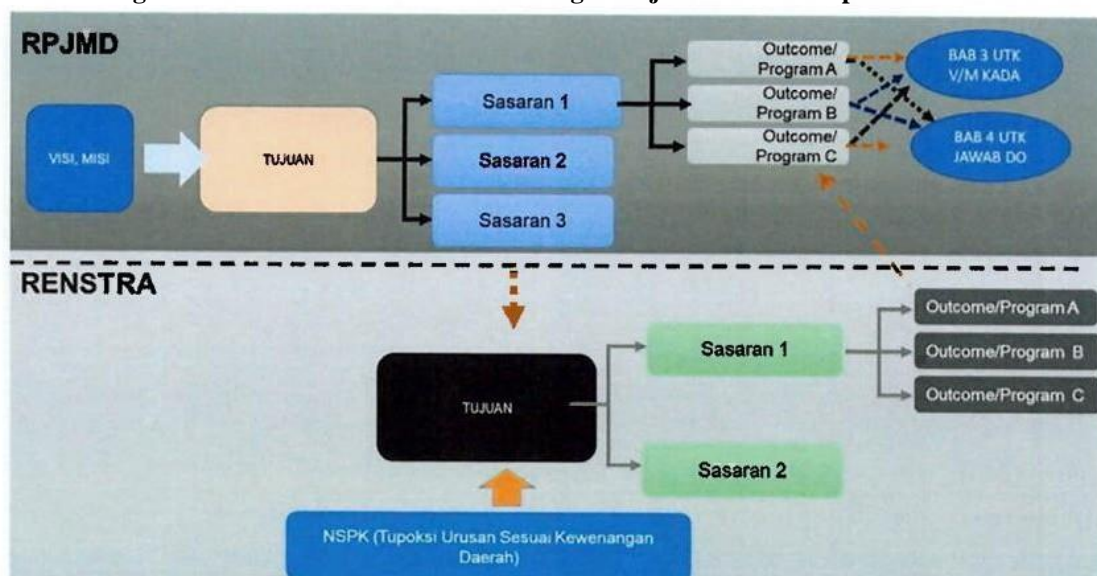 RPJMD
VISI, MISI
TUJUAN
Sasaran 1
Sasaran 2
Sasaran 3
Outcome/
Program A
Outcome/
Program B
Outcome/
Program C
BAB 3 UTK
V/M KADA
BAB 4 UTK
JAWAB DO
RENSTRA
TUJUAN
Sasaran 1
Sasaran 2
Outcome/Program A
Outcome/Program B
Outcome/Program C
NSPK (Tupoksi Urusan Sesuai Kewenangan
Daerah)